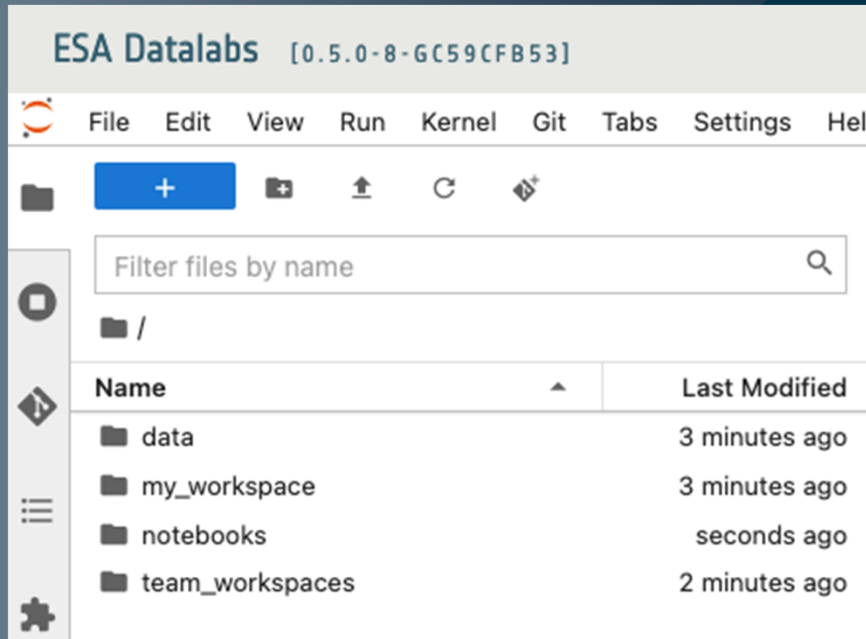 ESA Datalabs [0.5.0-8-GC59CFB53]
File Edit View Run Kernel Git Tabs Settings Hel
+
Filter files by name
/
Name Last Modified
data 3 minutes ago
my_workspace 3 minutes ago
notebooks seconds ago
team_workspaces 2 minutes ago